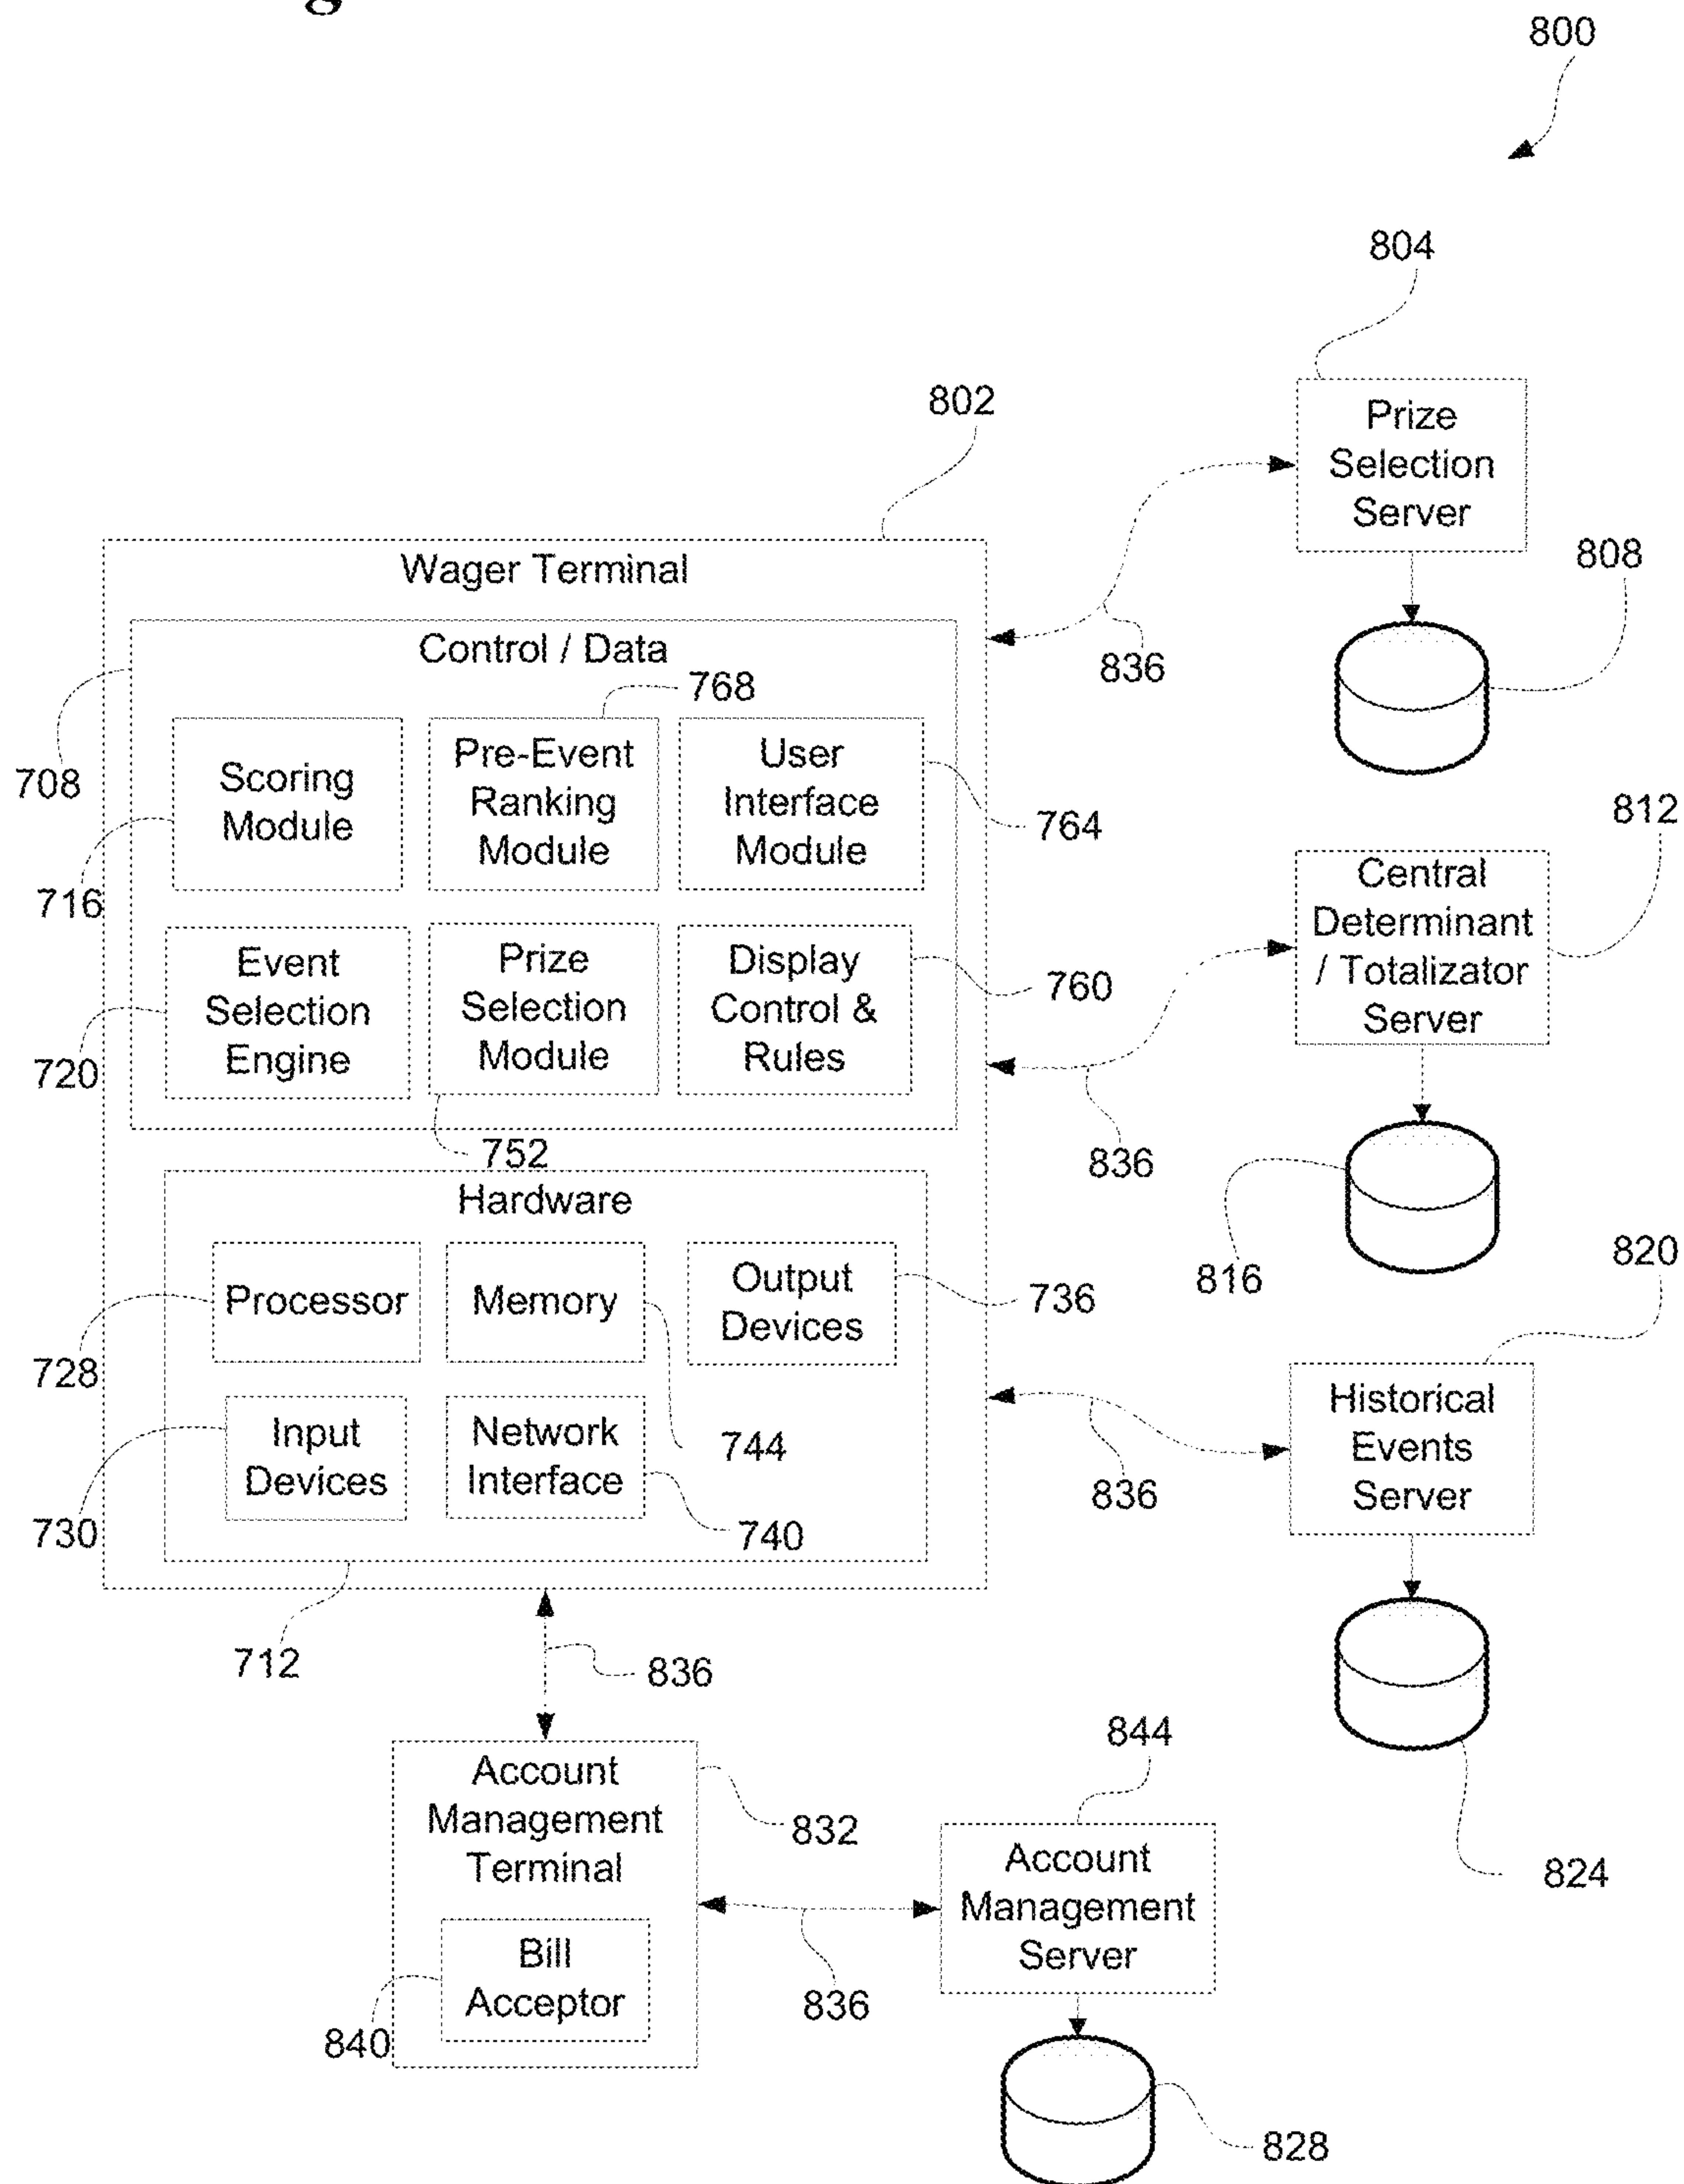 800
804
Prize
Selection
Server
802
808
Wager Terminal
Control / Data
836
768
708
Scoring
Module
Pre-Event
Ranking
Module
User
Interface
Module
764
716
812
Central
Determinant
/ Totalizator
Server
Event
Selection
Engine
Prize
Selection
Module
Display
Control &
Rules
760
720
752
836
816
Hardware
Processor
Memory
Output
Devices
736
728
820
Historical
Events
Server
Input
Devices
Network
Interface
744
836
730
740
712
836
824
Account
Management
Terminal
832
844
Account
Management
Server
Bill
Acceptor
840
836
828